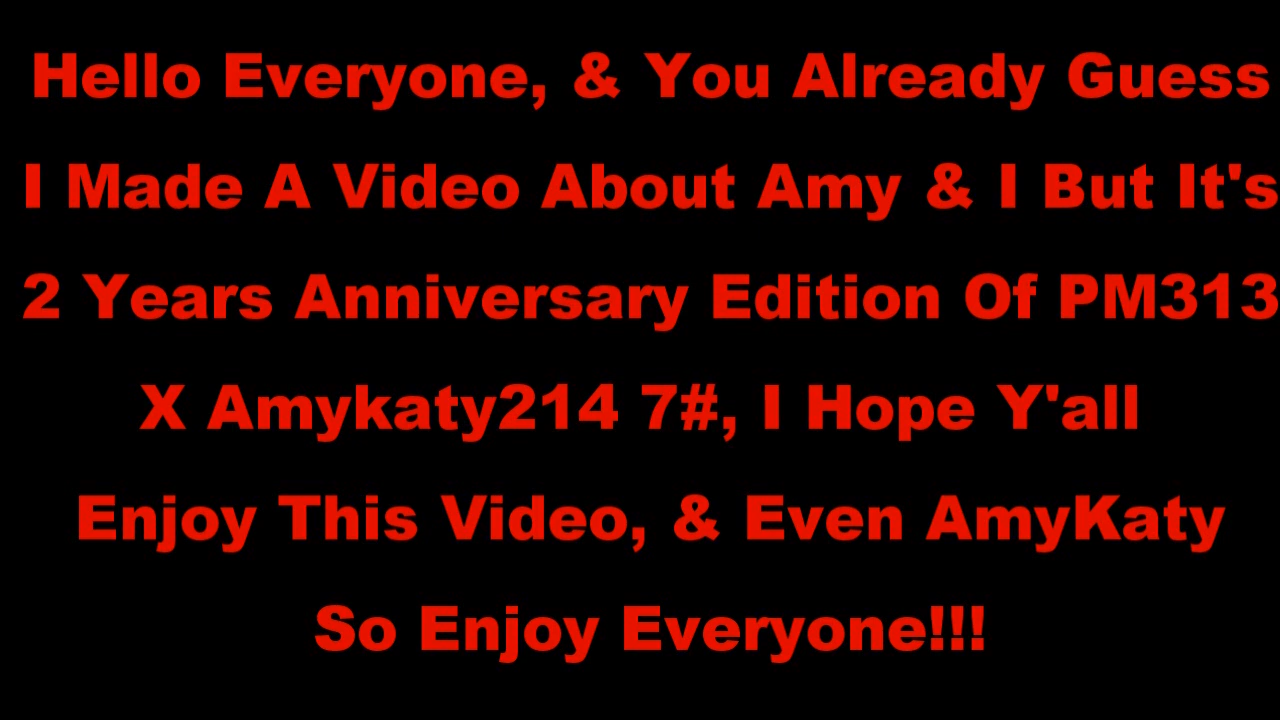 Hello Everyone, & You Already Guess
I Made A Video About Amy & I But It's
2 Years Anniversary Edition Of PM313
X Amykaty214 7#, I Hope Y'all
Enjoy This Video, & Even AmyKaty
So Enjoy Everyone!!!